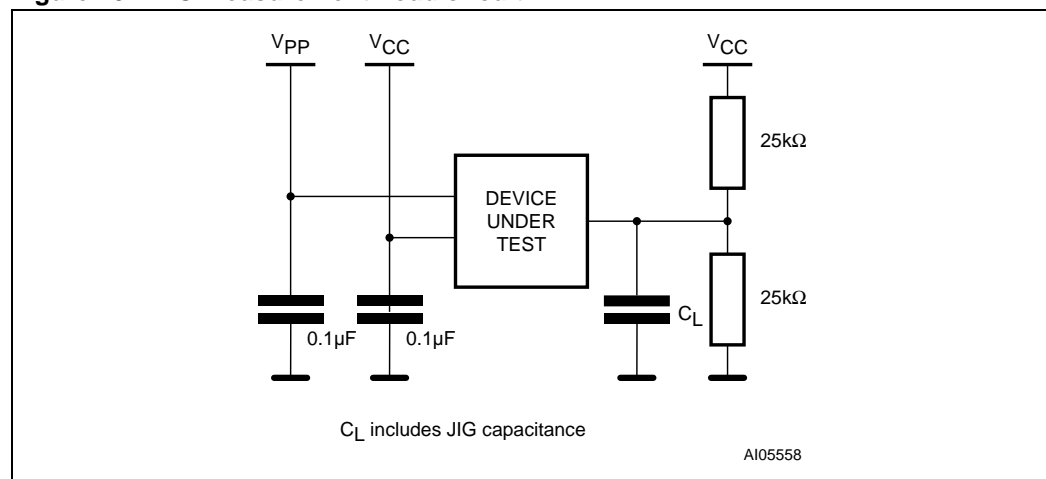 VPP
VCC
VCC
25kΩ
DEVICE
UNDER
TEST
25kΩ
CL
0.1µF
0.1µF
CL includes JIG capacitance
AI05558